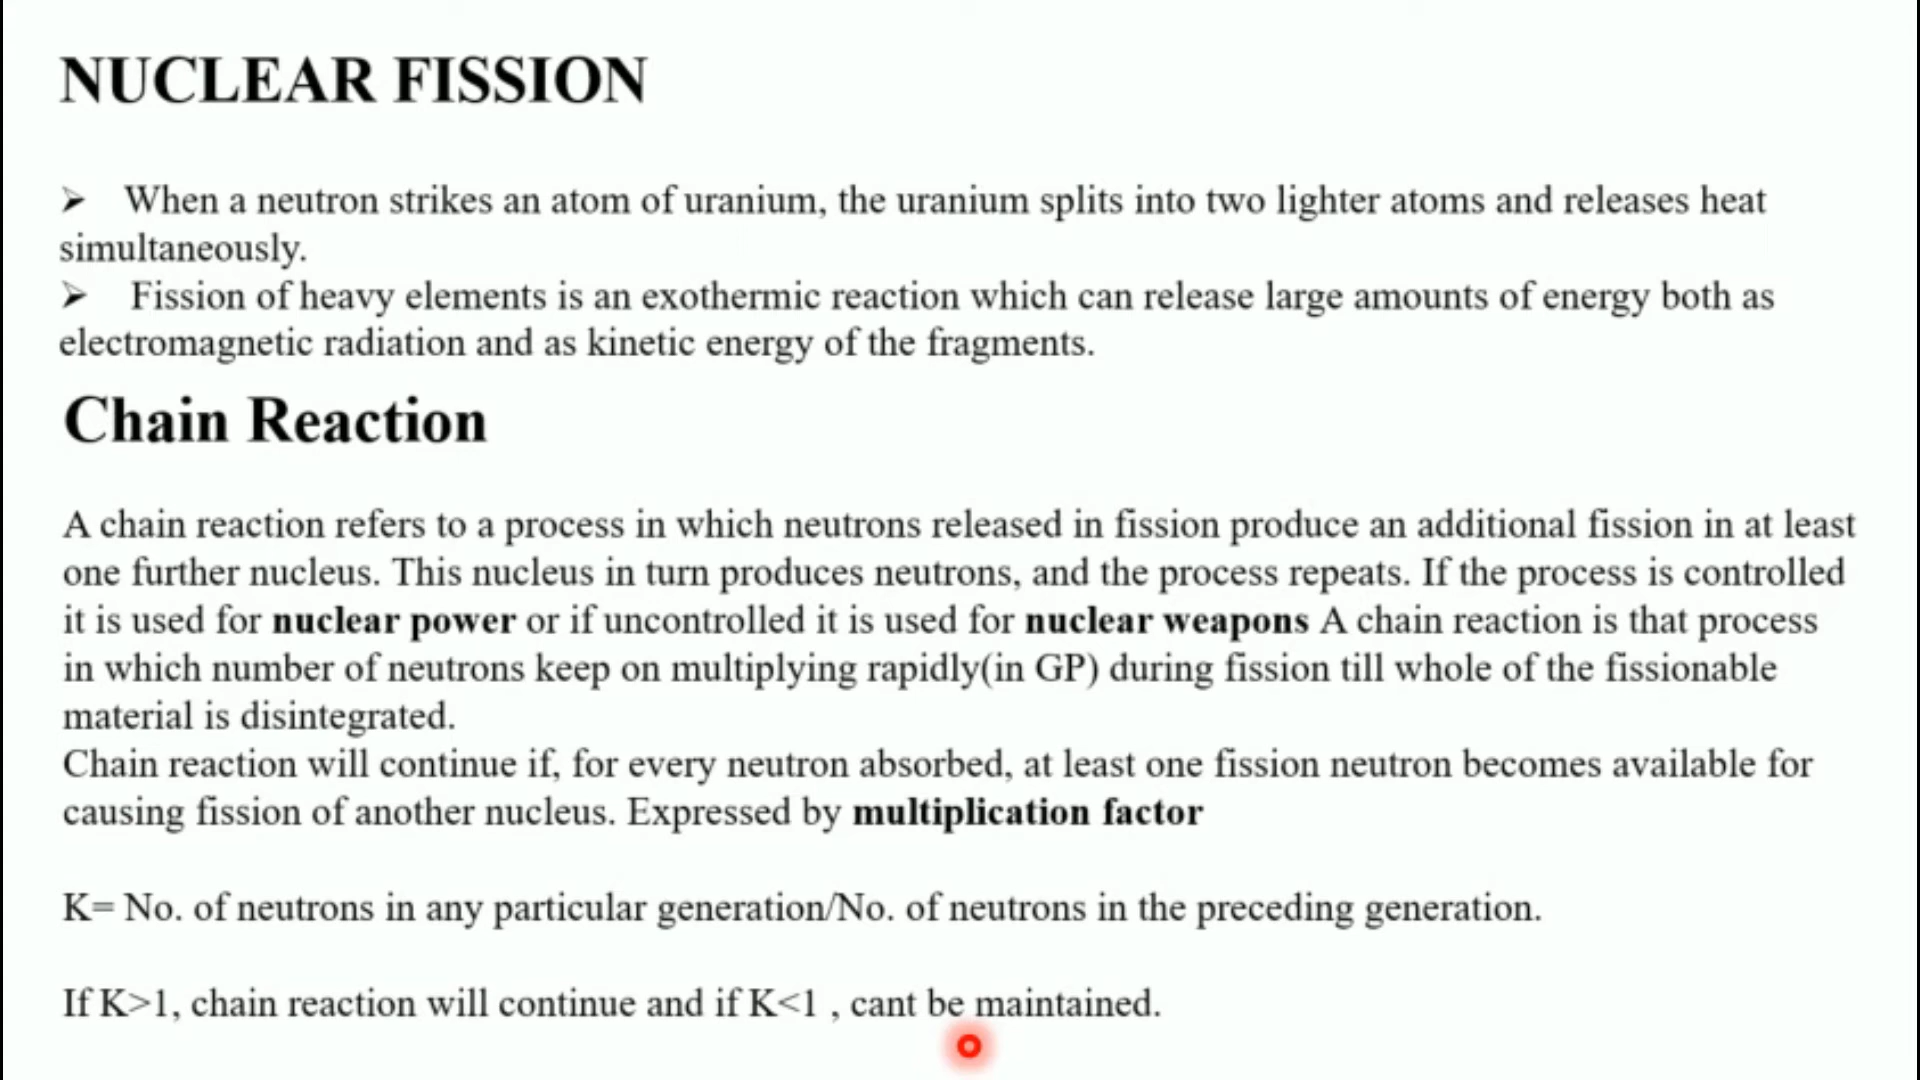 NUCLEAR FISSION
➢ When a neutron strikes an atom of uranium, the uranium splits into two lighter atoms and releases heat
simultaneously.
➢ Fission of heavy elements is an exothermic reaction which can release large amounts of energy both as
electromagnetic radiation and as kinetic energy of the fragments.
Chain Reaction
A chain reaction refers to a process in which neutrons released in fission produce an additional fission in at least
one further nucleus. This nucleus in turn produces neutrons, and the process repeats. If the process is controlled
it is used for nuclear power or if uncontrolled it is used for nuclear weapons A chain reaction is that process
in which number of neutrons keep on multiplying rapidly(in GP) during fission till whole of the fissionable
material is disintegrated.
Chain reaction will continue if, for every neutron absorbed, at least one fission neutron becomes available for
causing fission of another nucleus. Expressed by multiplication factor
K= No. of neutrons in any particular generation/No. of neutrons in the preceding generation.
If K>1, chain reaction will continue and if K<1 , cant be maintained.